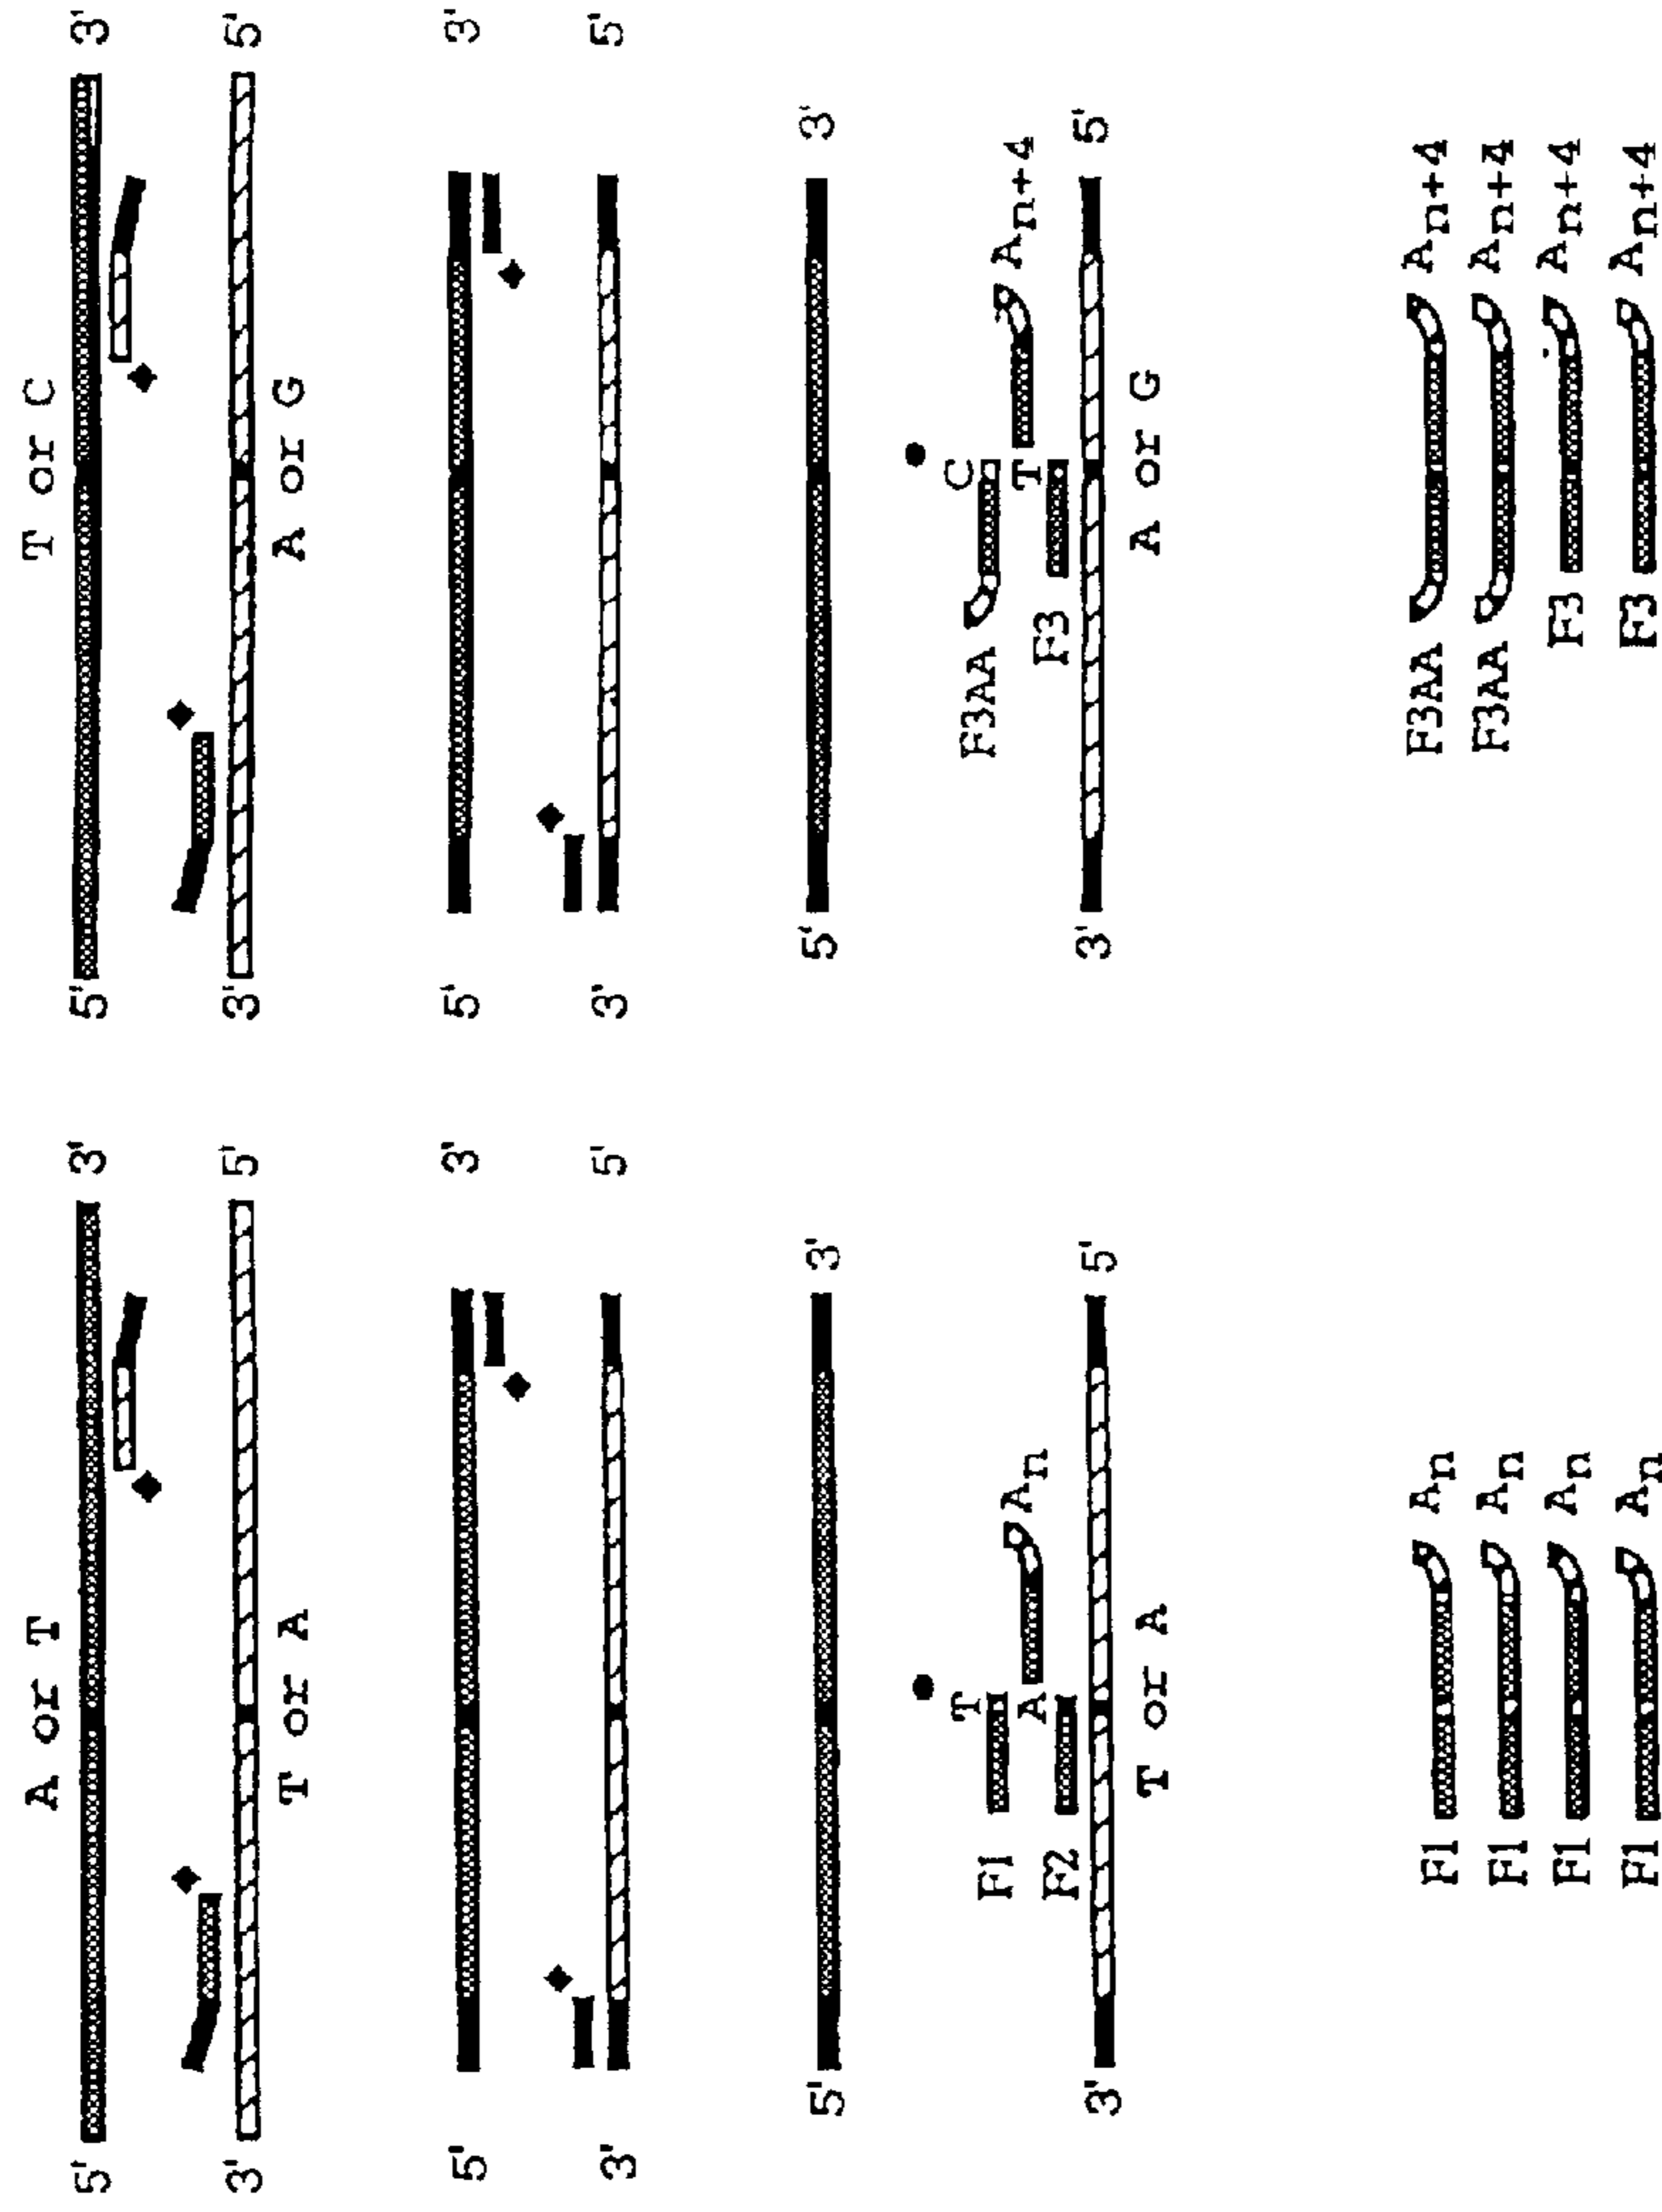 A or T T or C
5' 3' 5' 3'
3' 5' 3' 5'
T or A A or G
5' 3' 5' 3'
3' 5' 3' 5'
5' 3' 5' 3'
T C
F1 F3AA
A An T An+4
F2 F3
3' 5' 3' 5'
T or A A or G
F1 An F3AA An+4
F1 An F3AA An+4
F1 An F3 An+4
F1 An F3 An+4